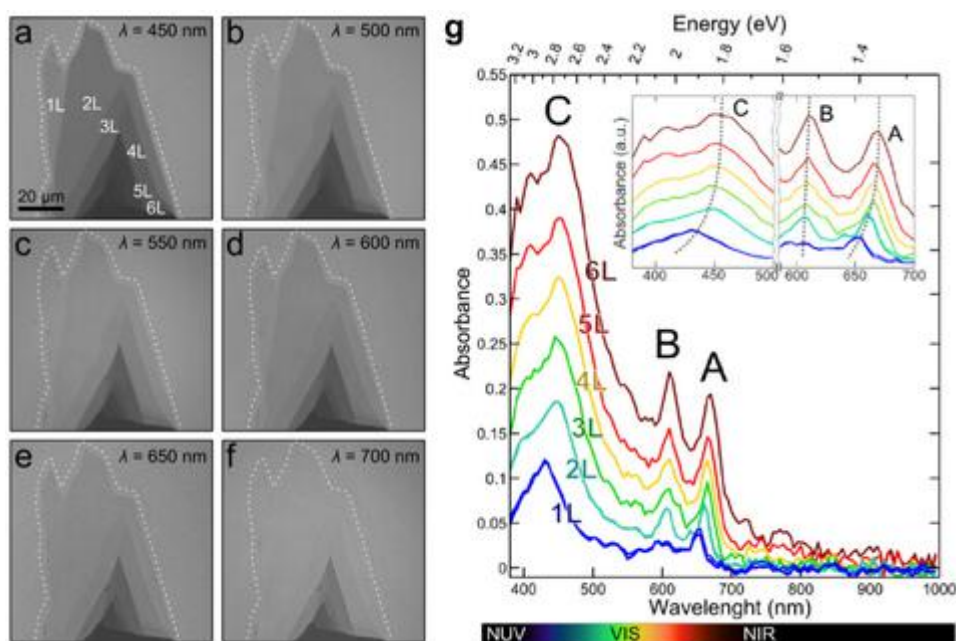 a
λ = 450 nm
1L
2L
3L
4L
5L
6L
20 μm
b
λ = 500 nm
c
λ = 550 nm
d
λ = 600 nm
e
λ = 650 nm
f
λ = 700 nm
g
Energy (eV)
3.2 3 2.8 2.6 2.4 2.2 2 1.8 1.6 1.4
0.55
0.5
0.45
0.4
0.35
0.3
0.25
0.2
0.15
0.1
0.05
0
Absorbance
C
B
A
6L
5L
4L
3L
2L
1L
Absorbance (a.u.)
C
B
A
400 450 500 600 650 700
400 500 600 700 800 900 1000
Wavelenght (nm)
NUV VIS NIR